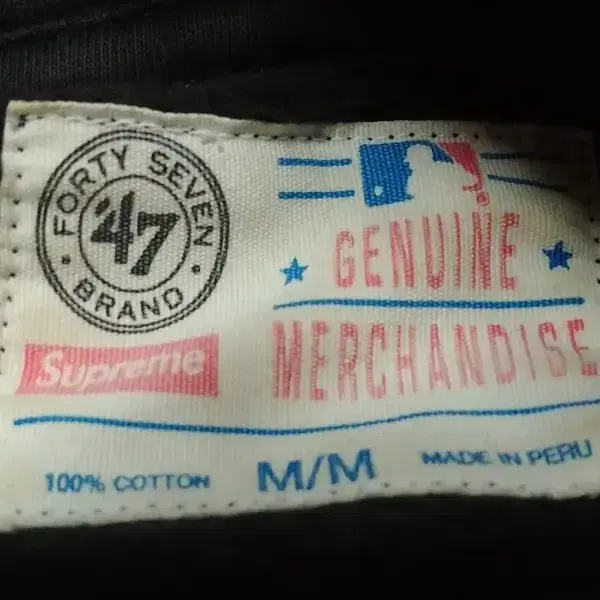 FORTY SEVEN
'47
BRAND
Supreme
GENUINE
MERCHANDISE
100% COTTON
M/M
MADE IN PERU